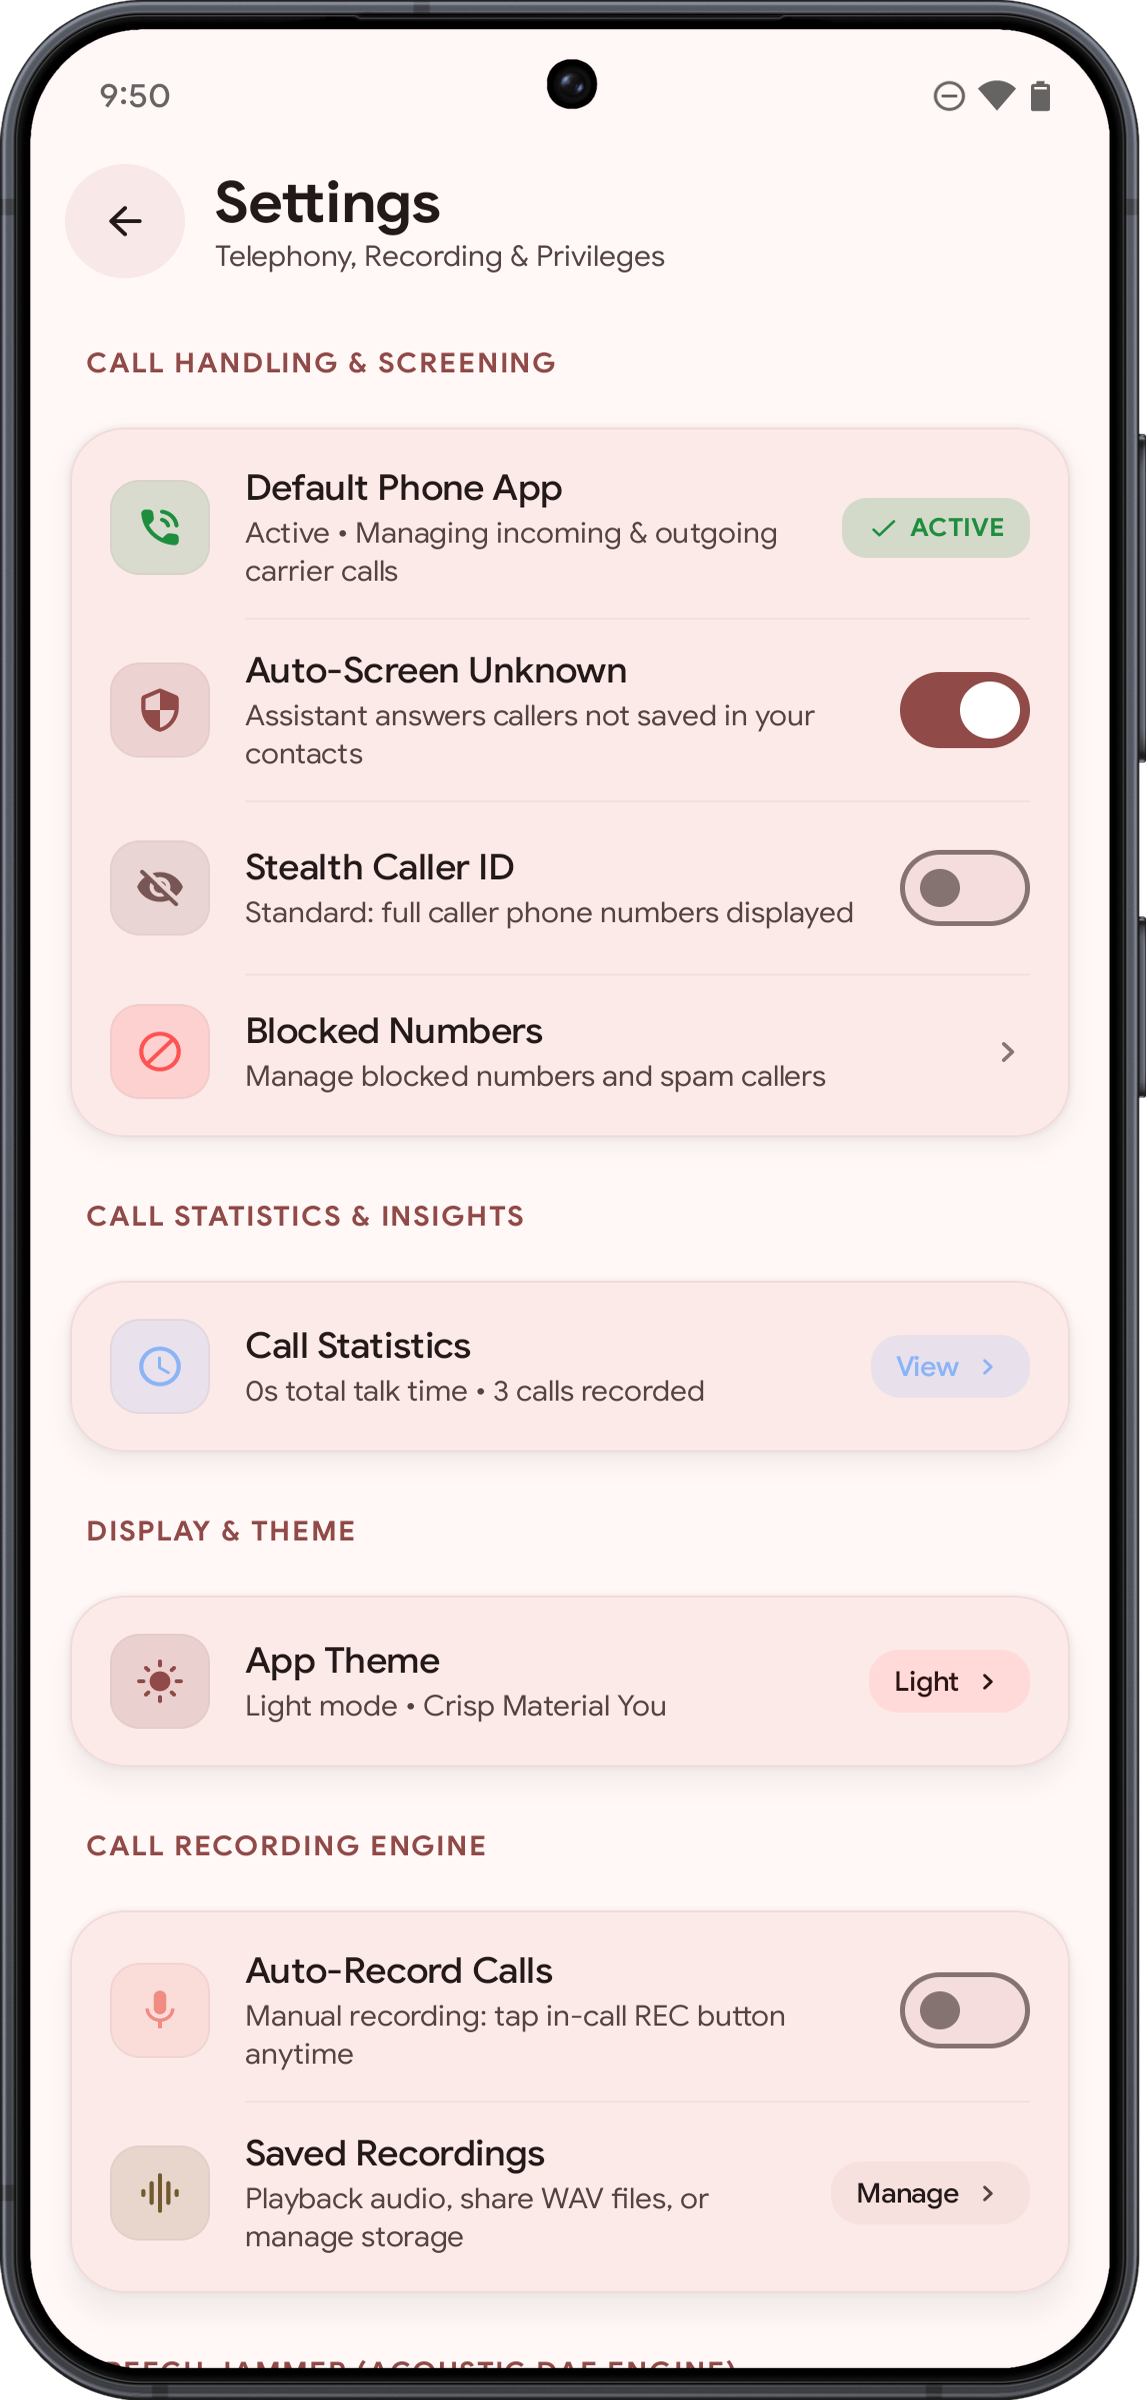 9:50
Settings
Telephony, Recording & Privileges
CALL HANDLING & SCREENING
Default Phone App
Active • Managing incoming & outgoing
carrier calls
ACTIVE
Auto-Screen Unknown
Assistant answers callers not saved in your
contacts
Stealth Caller ID
Standard: full caller phone numbers displayed
Blocked Numbers
Manage blocked numbers and spam callers
CALL STATISTICS & INSIGHTS
Call Statistics
0s total talk time • 3 calls recorded
View
DISPLAY & THEME
App Theme
Light mode • Crisp Material You
Light
CALL RECORDING ENGINE
Auto-Record Calls
Manual recording: tap in-call REC button
anytime
Saved Recordings
Playback audio, share WAV files, or
manage storage
Manage
JAMMER (ACOUSTIC DAF ENGINE)